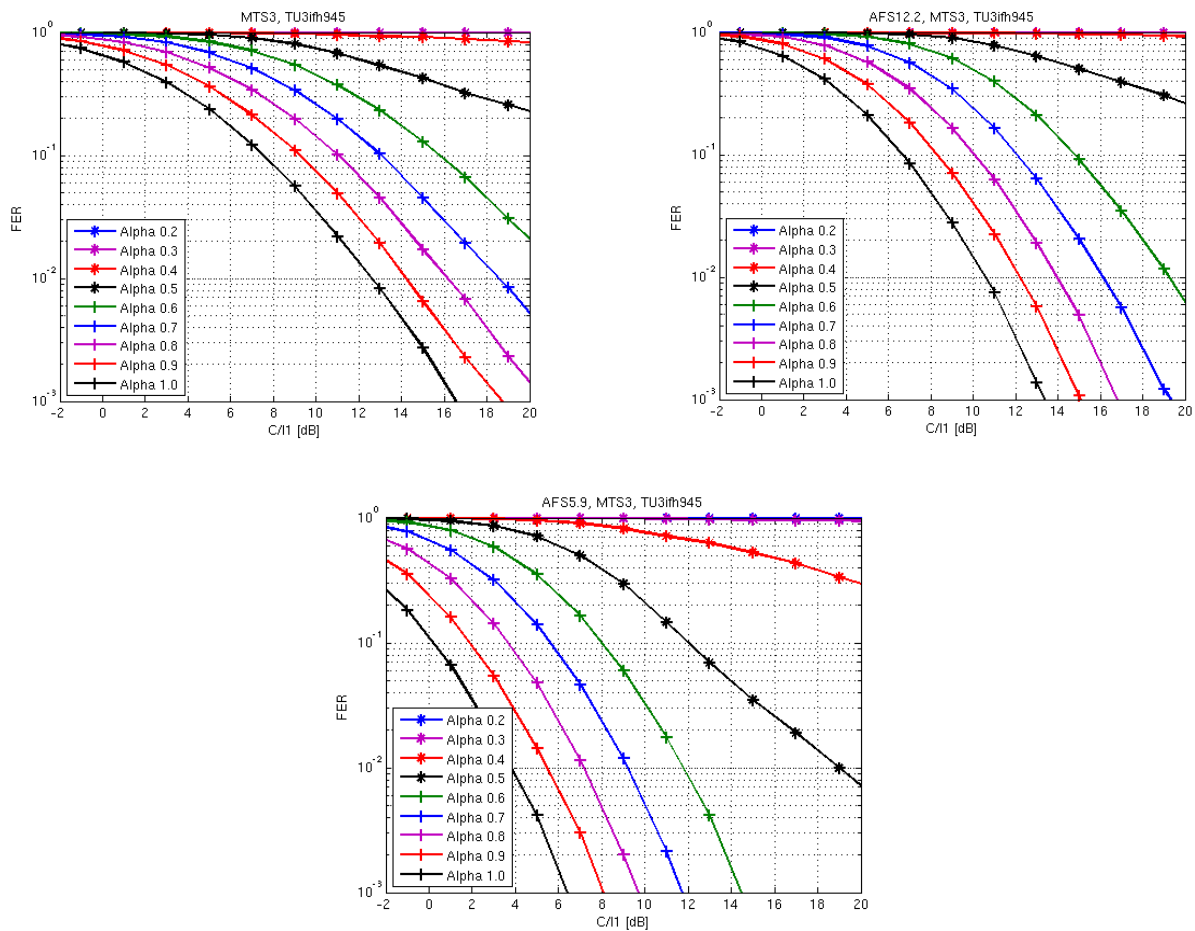 MTS3, TU3ifh945
10^0
10^-1
10^-2
10^-3
FER
Alpha 0.2
Alpha 0.3
Alpha 0.4
Alpha 0.5
Alpha 0.6
Alpha 0.7
Alpha 0.8
Alpha 0.9
Alpha 1.0
-2 0 2 4 6 8 10 12 14 16 18 20
C/I1 [dB]
AFS12.2, MTS3, TU3ifh945
10^0
10^-1
10^-2
10^-3
FER
Alpha 0.2
Alpha 0.3
Alpha 0.4
Alpha 0.5
Alpha 0.6
Alpha 0.7
Alpha 0.8
Alpha 0.9
Alpha 1.0
-2 0 2 4 6 8 10 12 14 16 18 20
C/I1 [dB]
AFS5.9, MTS3, TU3ifh945
10^0
10^-1
10^-2
10^-3
FER
Alpha 0.2
Alpha 0.3
Alpha 0.4
Alpha 0.5
Alpha 0.6
Alpha 0.7
Alpha 0.8
Alpha 0.9
Alpha 1.0
-2 0 2 4 6 8 10 12 14 16 18 20
C/I1 [dB]